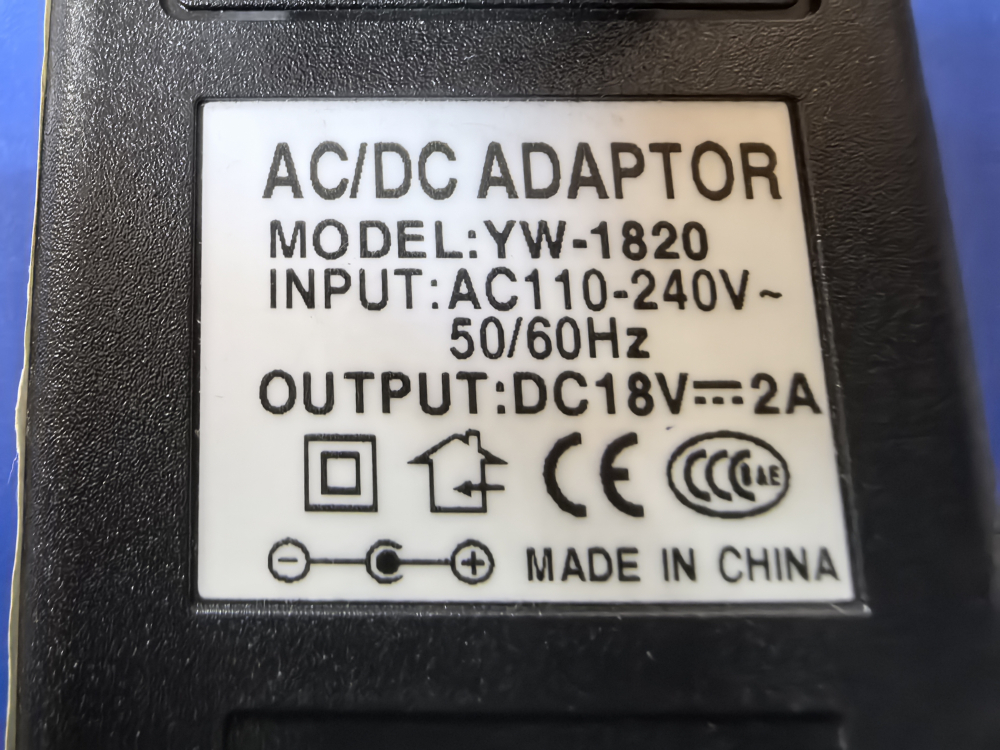 AC/DC ADAPTOR
MODEL:YW-1820
INPUT:AC110-240V~
50/60Hz
OUTPUT:DC18V⎓2A
CE CCC S&E
MADE IN CHINA